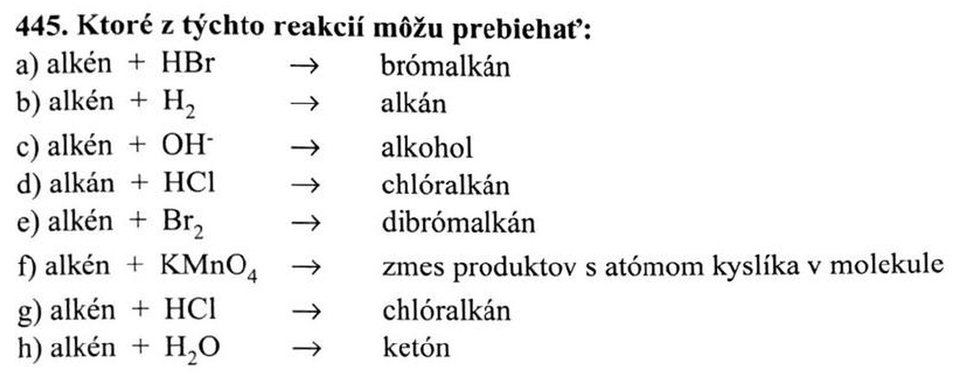 445. Ktoré z týchto reakcií môžu prebiehať:
a) alkén + HBr → brómalkán
b) alkén + H₂ → alkán
c) alkén + OH⁻ → alkohol
d) alkán + HCl → chlóralkán
e) alkén + Br₂ → dibrómalkán
f) alkén + KMnO₄ → zmes produktov s atómom kyslíka v molekule
g) alkén + HCl → chlóralkán
h) alkén + H₂O → ketón